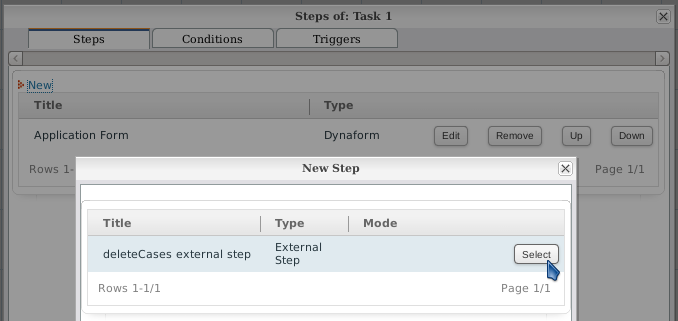 Steps of: Task 1
Steps Conditions Triggers
New
Title Type
Application Form Dynaform Edit Remove Up Down
Rows 1- Page 1/1
New Step
Title Type Mode
deleteCases external step External Step Select
Rows 1-1/1 Page 1/1